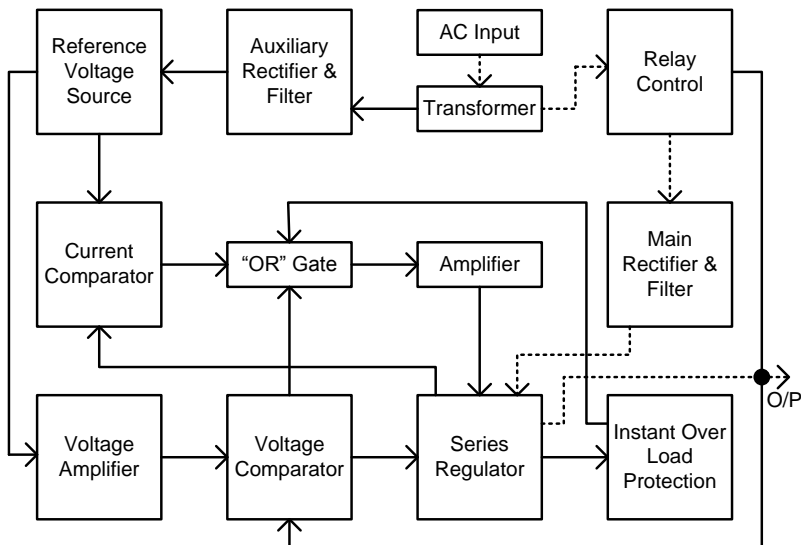 Reference
Voltage
Source
Auxiliary
Rectifier &
Filter
AC Input
Transformer
Relay
Control
Current
Comparator
“OR” Gate
Amplifier
Main
Rectifier &
Filter
O/P
Voltage
Amplifier
Voltage
Comparator
Series
Regulator
Instant Over
Load
Protection